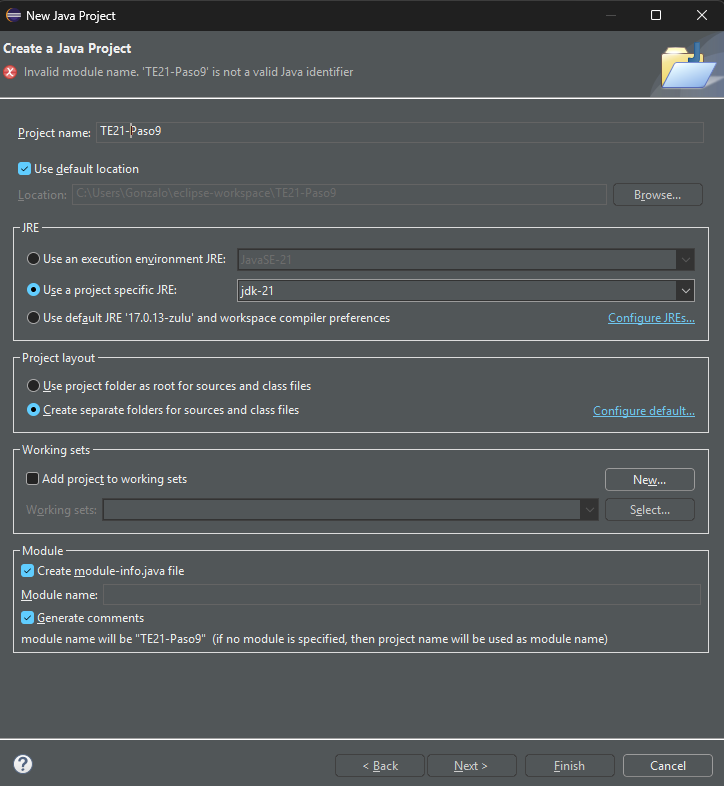 New Java Project
Create a Java Project
Invalid module name. 'TE21-Paso9' is not a valid Java identifier
Project name: TE21-Paso9
Use default location
Location: C:\Users\Gonzalo\eclipse-workspace\TE21-Paso9 Browse...
JRE
Use an execution environment JRE: JavaSE-21
Use a project specific JRE: jdk-21
Use default JRE '17.0.13-zulu' and workspace compiler preferences Configure JREs...
Project layout
Use project folder as root for sources and class files
Create separate folders for sources and class files Configure default...
Working sets
Add project to working sets New...
Working sets: Select...
Module
Create module-info.java file
Module name:
Generate comments
module name will be "TE21-Paso9" (if no module is specified, then project name will be used as module name)
? < Back Next > Finish Cancel